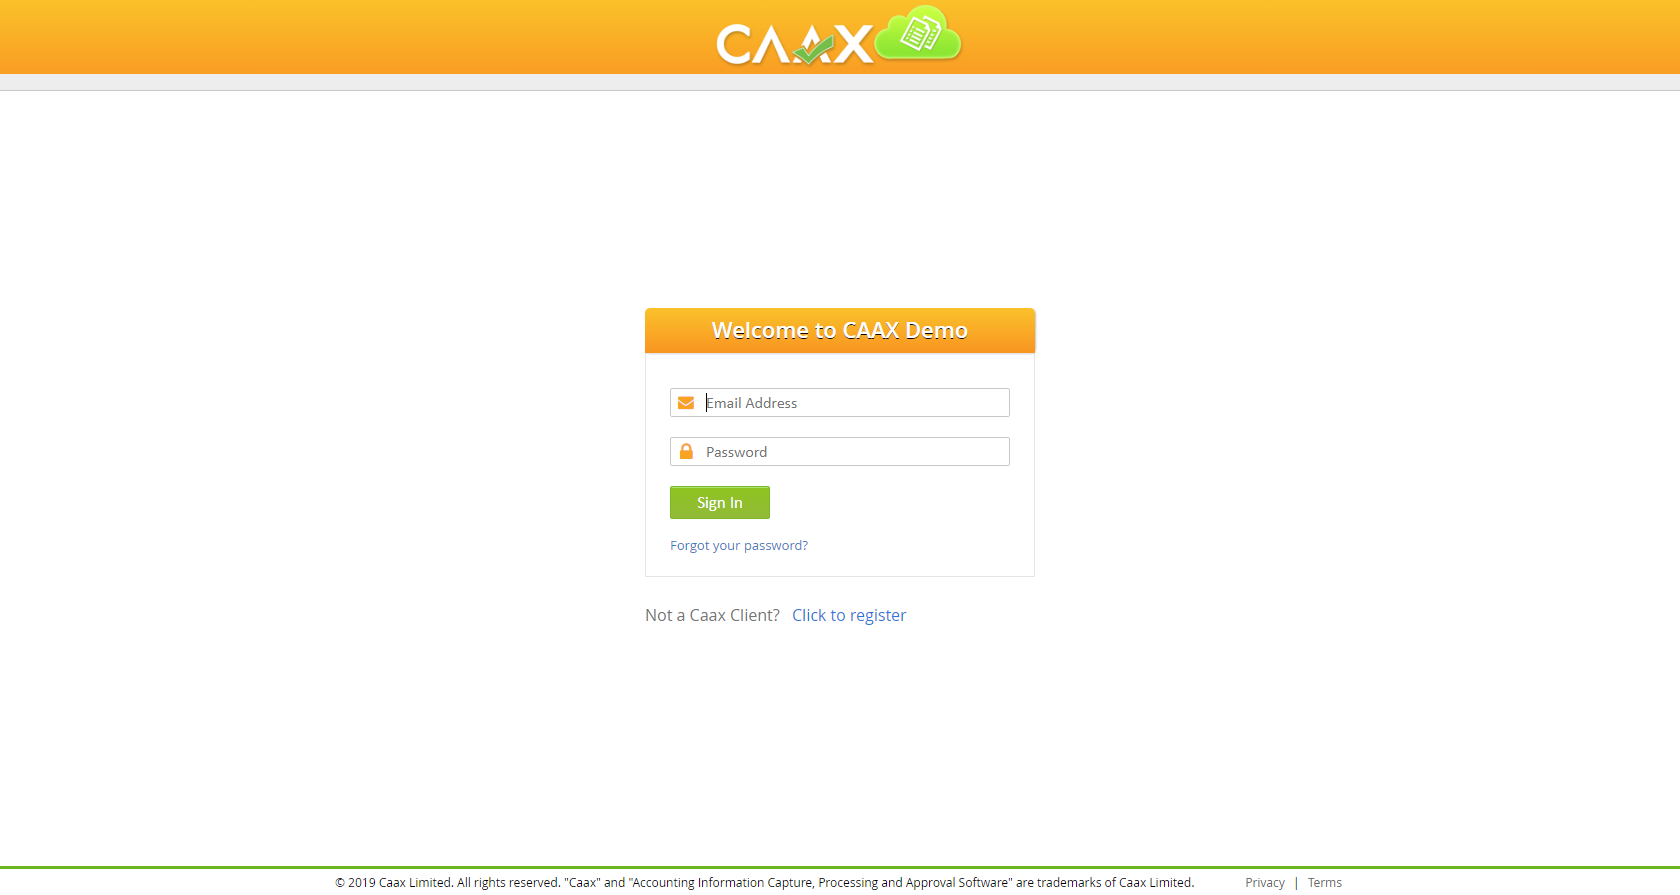 CAAX
Welcome to CAAX Demo
Email Address
Password
Sign In
Forgot your password?
Not a Caax Client? Click to register
© 2019 Caax Limited. All rights reserved. "Caax" and "Accounting Information Capture, Processing and Approval Software" are trademarks of Caax Limited. Privacy | Terms